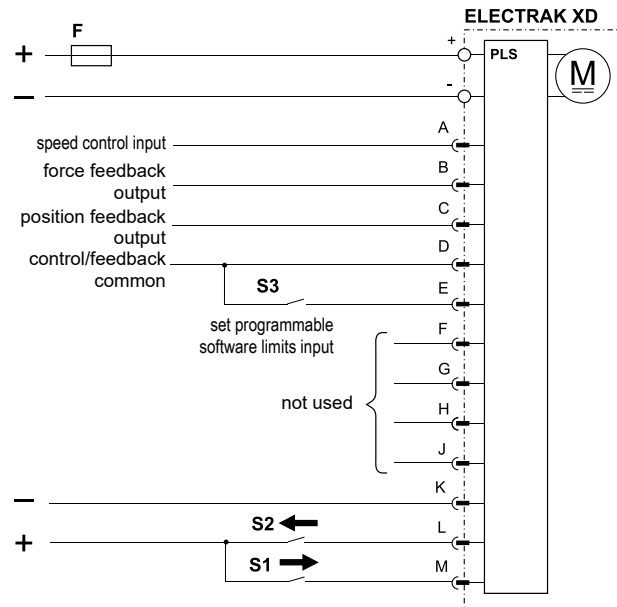 ELECTRAK XD
F
+
+
PLS
M
−
-
A
speed control input
B
force feedback
output
C
position feedback
output
D
control/feedback
common
S3
E
set programmable
software limits input
F
G
not used
H
J
K
−
S2
L
+
S1
M